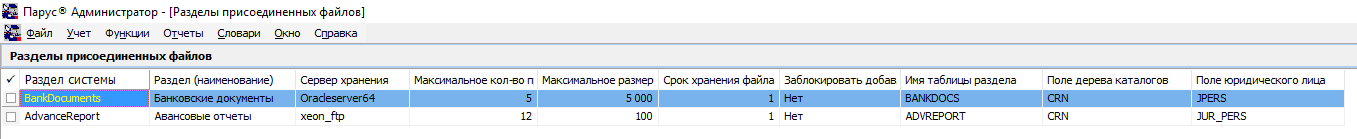 Парус® Администратор - [Разделы присоединенных файлов]
Файл Учет Функции Отчеты Словари Окно Справка
Разделы присоединенных файлов
✓ Раздел системы Раздел (наименование) Сервер хранения Максимальное кол-во п Максимальное размер Срок хранения файла Заблокировать добав Имя таблицы раздела Поле дерева каталогов Поле юридического лица
BankDocuments Банковские документы Oracleserver64 5 5 000 1 Нет BANKDOCS CRN JPERS
AdvanceReport Авансовые отчеты xeon_ftp 12 100 1 Нет ADVREPORT CRN JUR_PERS